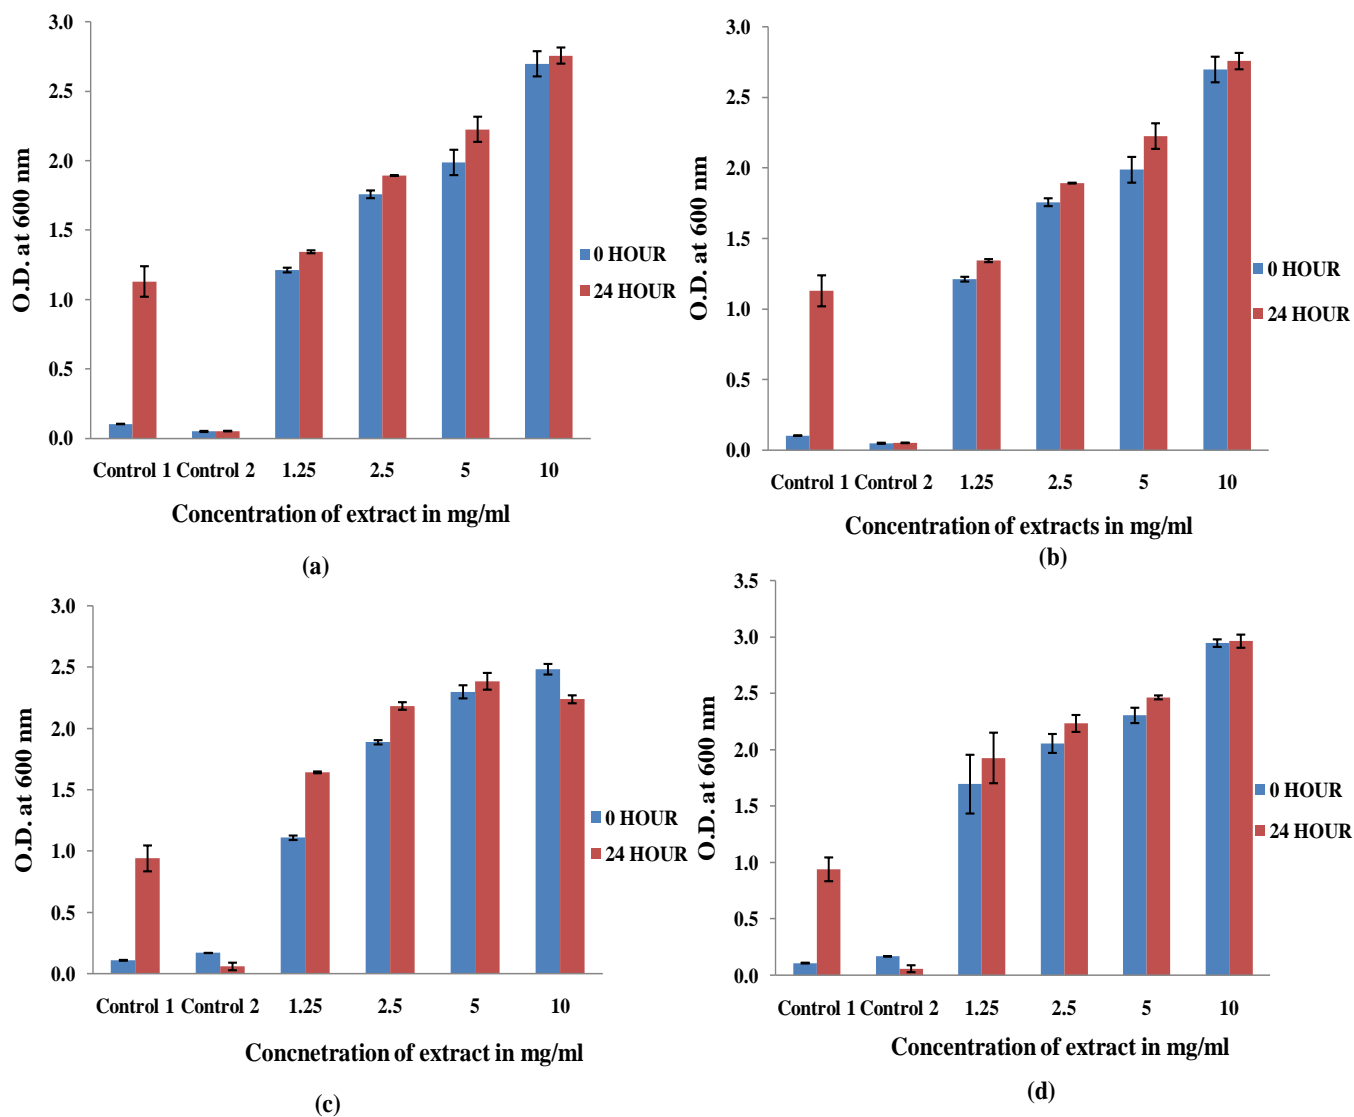 3.0
2.5
2.0
1.5
1.0
0.5
0.0
O.D. at 600 nm
0 HOUR
24 HOUR
Control 1 Control 2 1.25 2.5 5 10
Concentration of extract in mg/ml
(a)
3.0
2.5
2.0
1.5
1.0
0.5
0.0
O.D. at 600 nm
0 HOUR
24 HOUR
Control 1 Control 2 1.25 2.5 5 10
Concentration of extracts in mg/ml
(b)
3.0
2.5
2.0
1.5
1.0
0.5
0.0
O.D. at 600 nm
0 HOUR
24 HOUR
Control 1 Control 2 1.25 2.5 5 10
Concnetration of extract in mg/ml
(c)
3.5
3.0
2.5
2.0
1.5
1.0
0.5
0.0
O.D. at 600 nm
0 HOUR
24 HOUR
Control 1 Control 2 1.25 2.5 5 10
Concentration of extract in mg/ml
(d)